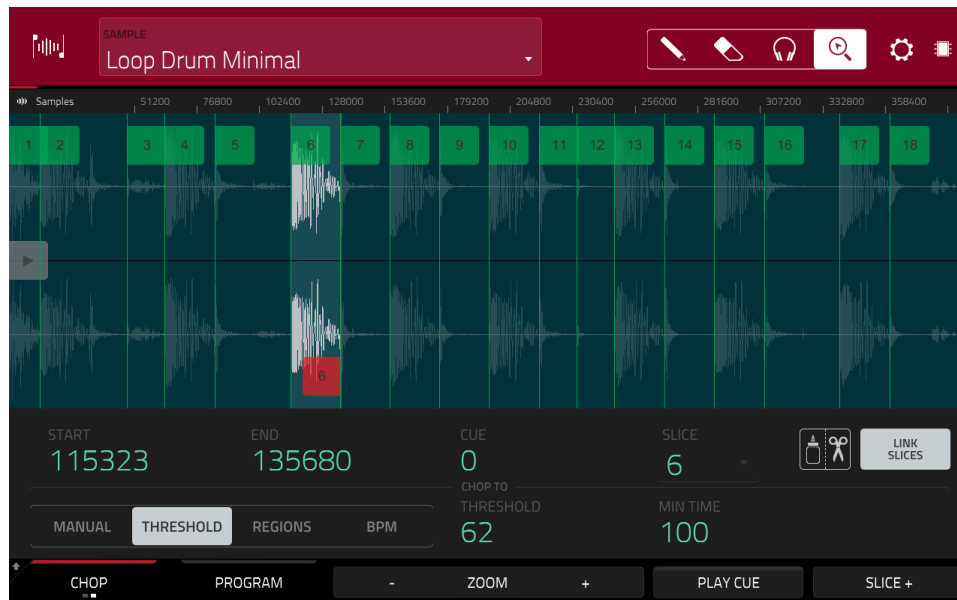 SAMPLE
Loop Drum Minimal
Samples 51200 76800 102400 128000 153600 179200 204800 230400 256000 281600 307200 332800 358400
1 2 3 4 5 6 7 8 9 10 11 12 13 14 15 16 17 18
6
START END CUE SLICE
115323 135680 0 6
LINK
SLICES
CHOP TO
THRESHOLD MIN TIME
MANUAL THRESHOLD REGIONS BPM 62 100
CHOP PROGRAM - ZOOM + PLAY CUE SLICE +